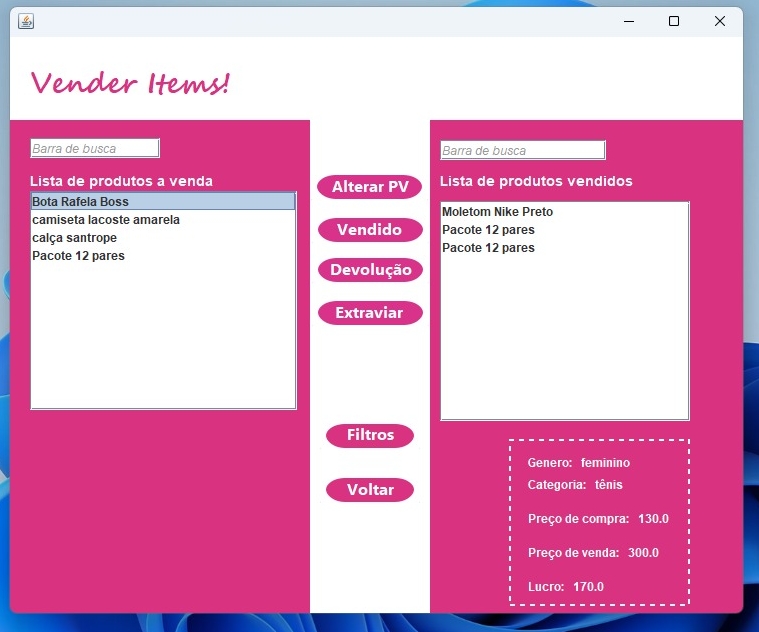 Vender Items!
Barra de busca
Lista de produtos a venda
Bota Rafela Boss
camiseta lacoste amarela
calça santrope
Pacote 12 pares
Alterar PV
Vendido
Devolução
Extraviar
Filtros
Voltar
Barra de busca
Lista de produtos vendidos
Moletom Nike Preto
Pacote 12 pares
Pacote 12 pares
Genero: feminino
Categoria: tênis
Preço de compra: 130.0
Preço de venda: 300.0
Lucro: 170.0